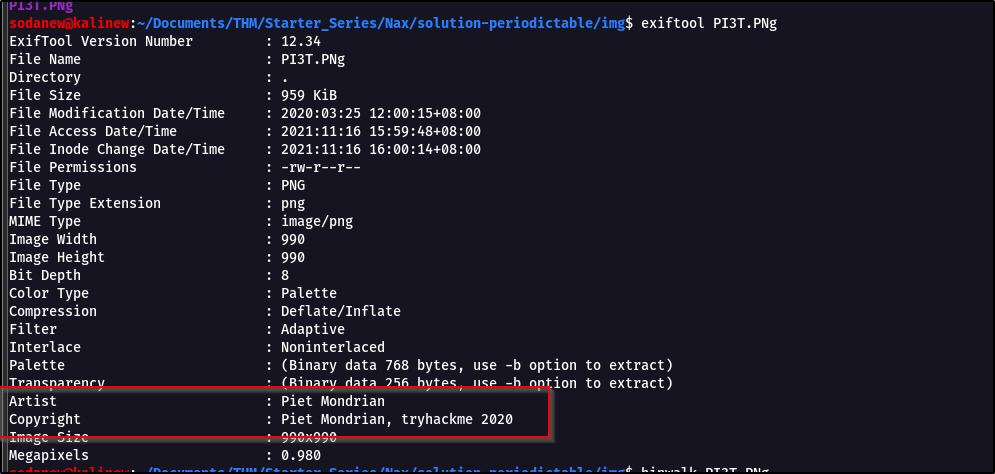 PI3T.PNg
sodanew@kalinew:~/Documents/THM/Starter_Series/Nax/solution-periodictable/img$ exiftool PI3T.PNg
ExifTool Version Number : 12.34
File Name : PI3T.PNg
Directory : .
File Size : 959 KiB
File Modification Date/Time : 2020:03:25 12:00:15+08:00
File Access Date/Time : 2021:11:16 15:59:48+08:00
File Inode Change Date/Time : 2021:11:16 16:00:14+08:00
File Permissions : -rw-r--r--
File Type : PNG
File Type Extension : png
MIME Type : image/png
Image Width : 990
Image Height : 990
Bit Depth : 8
Color Type : Palette
Compression : Deflate/Inflate
Filter : Adaptive
Interlace : Noninterlaced
Palette : (Binary data 768 bytes, use -b option to extract)
Transparency : (Binary data 256 bytes, use -b option to extract)
Artist : Piet Mondrian
Copyright : Piet Mondrian, tryhackme 2020
Image Size : 990x990
Megapixels : 0.980
sodanew@kalinew:~/Documents/THM/Starter_Series/Nax/solution-periodictable/img$ binwalk PI3T.PNg